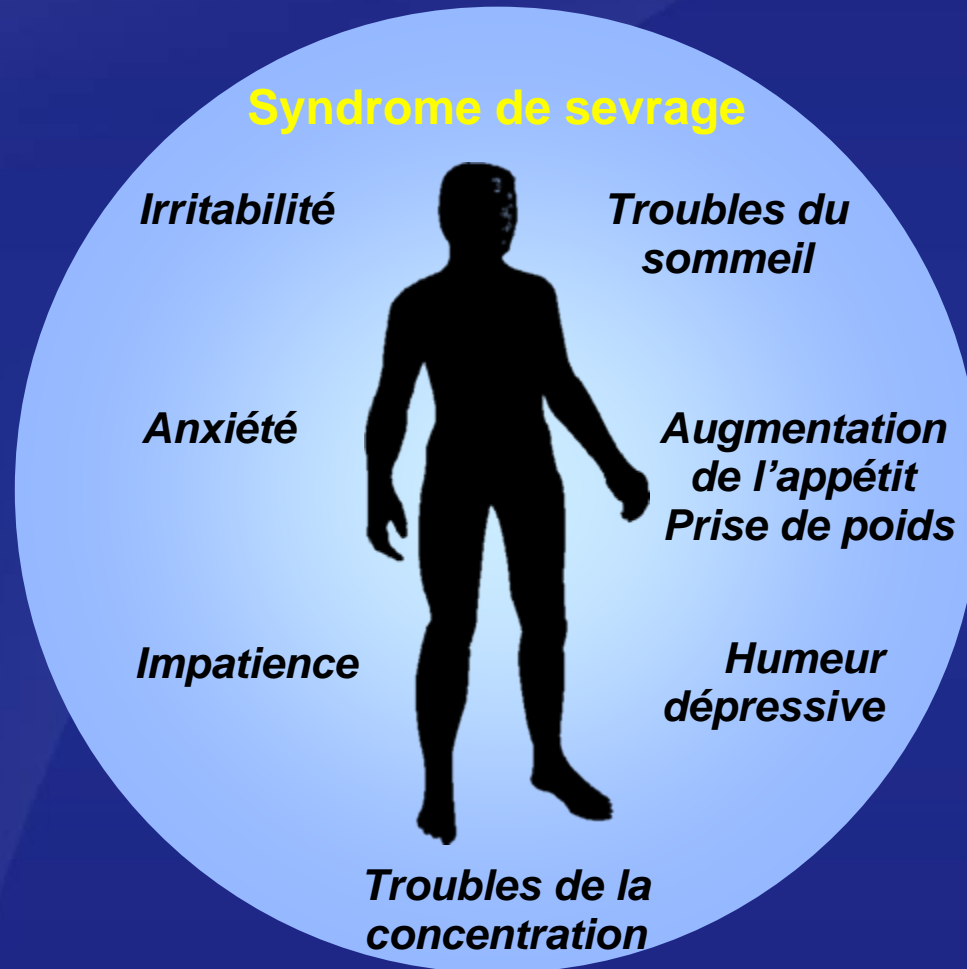 Syndrome de sevrage
Irritabilité
Troubles du
sommeil
Anxiété
Augmentation
de l’appétit
Prise de poids
Impatience
Humeur
dépressive
Troubles de la
concentration